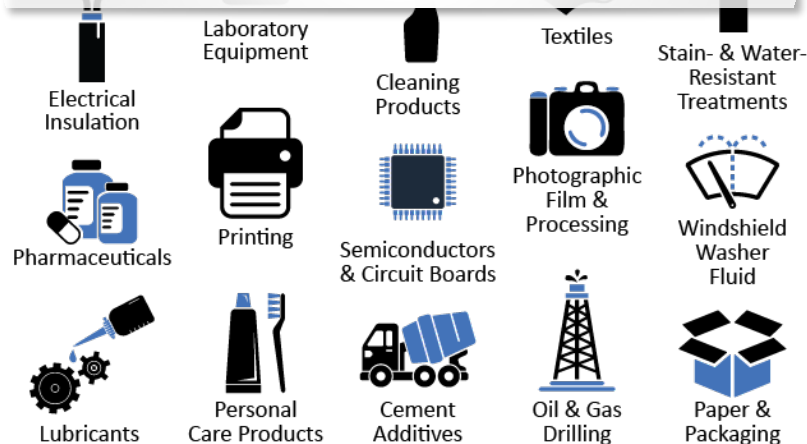 Laboratory
Equipment
Textiles
Stain- & Water-
Resistant
Treatments
Electrical
Insulation
Cleaning
Products
Pharmaceuticals
Printing
Semiconductors
& Circuit Boards
Photographic
Film &
Processing
Windshield
Washer
Fluid
Lubricants
Personal
Care Products
Cement
Additives
Oil & Gas
Drilling
Paper &
Packaging